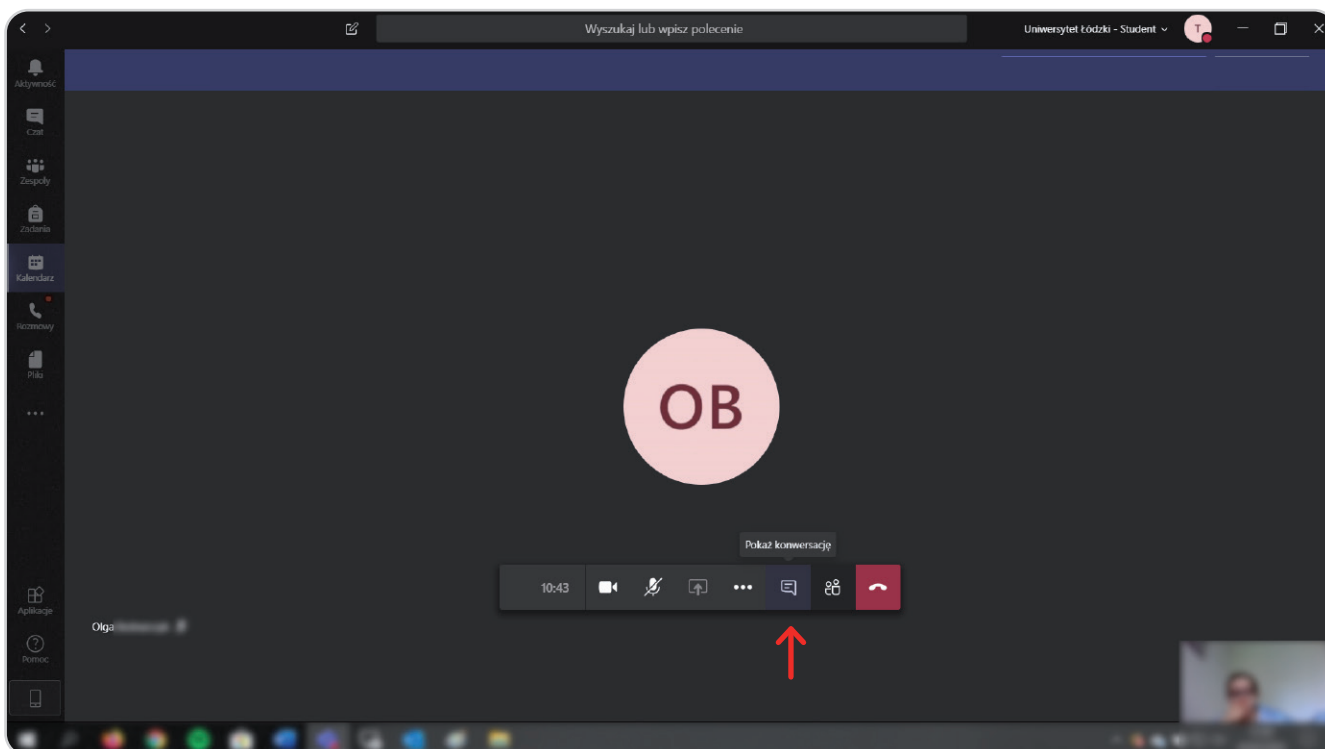 Wyszukaj lub wpisz polecenie
Uniwersytet Łódzki - Student
T
Aktywność
Czat
Zespoły
Zadania
Kalendarz
Rozmowy
Pliki
Aplikacje
Pomoc
OB
Pokaż konwersację
10:43
Olga